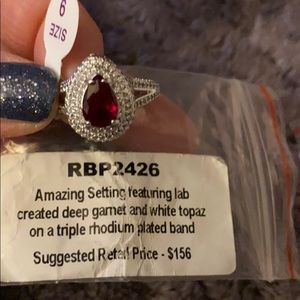 SIZE
9
RBP2426
Amazing Setting featuring lab
created deep garnet and white topaz
on a triple rhodium plated band
Suggested Retail Price - $156